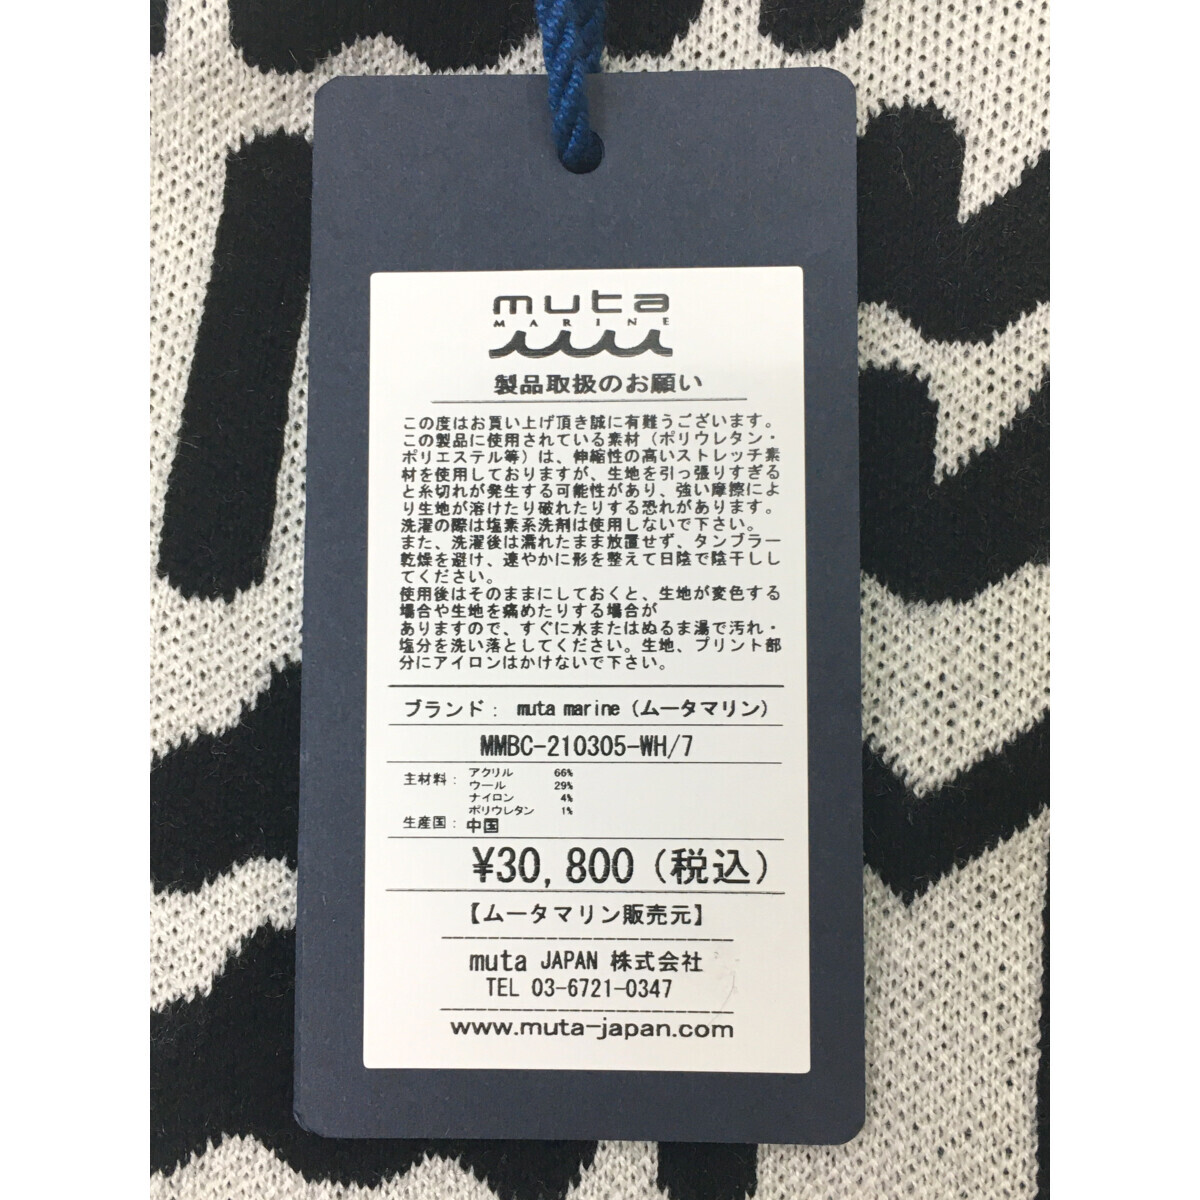 muta
MARINE
製品取扱のお願い
この度はお買い上げ頂き誠に有難うございます。
この製品に使用されている素材（ポリウレタン・
ポリエステル等）は、伸縮性の高いストレッチ素
材を使用しておりますが、生地を引っ張りすぎる
と糸切れが発生する可能性があり、強い摩擦によ
り生地が溶けたり破れたりする恐れがあります。
洗濯の際は塩素系洗剤は使用しないで下さい。
また、洗濯後は濡れたまま放置せず、タンブラー
乾燥を避け、速やかに形を整えて日陰で陰干しし
てください。
使用後はそのままにしておくと、生地が変色する
場合や生地を痛めたりする場合が
ありますので、すぐに水またはぬるま湯で汚れ・
塩分を洗い落としてください。生地、プリント部
分にアイロンはかけないで下さい。
ブランド： muta marine（ムータマリン）
MMBC-210305-WH/7
主材料： アクリル 66%
ウール 29%
ナイロン 4%
ポリウレタン 1%
生産国： 中国
¥30,800（税込）
【ムータマリン販売元】
muta JAPAN 株式会社
TEL 03-6721-0347
www.muta-japan.com